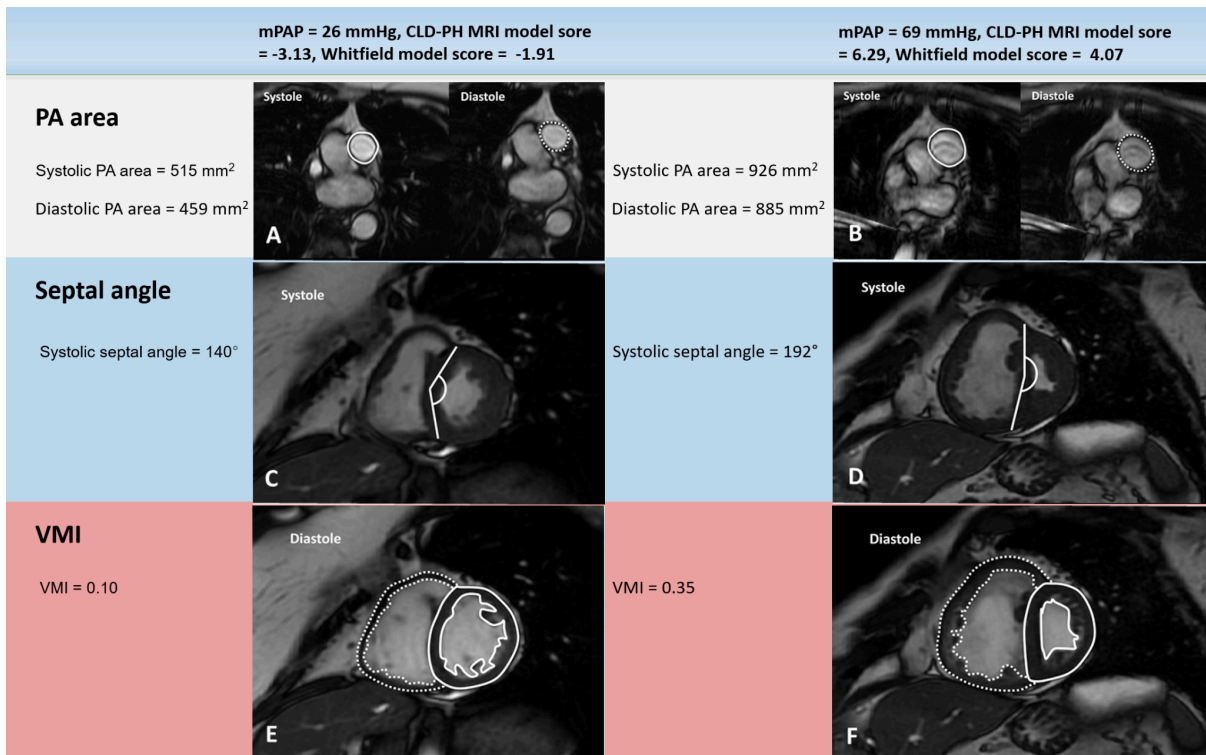 mPAP = 26 mmHg, CLD-PH MRI model sore
= -3.13, Whitfield model score =  -1.91
mPAP = 69 mmHg, CLD-PH MRI model sore
= 6.29, Whitfield model score =  4.07
PA area
Systolic PA area = 515 mm²
Diastolic PA area = 459 mm²
Systole
Diastole
A
Systolic PA area = 926 mm²
Diastolic PA area = 885 mm²
Systole
Diastole
B
Septal angle
Systolic septal angle = 140°
Systole
C
Systolic septal angle = 192°
Systole
D
VMI
VMI = 0.10
Diastole
E
VMI = 0.35
Diastole
F